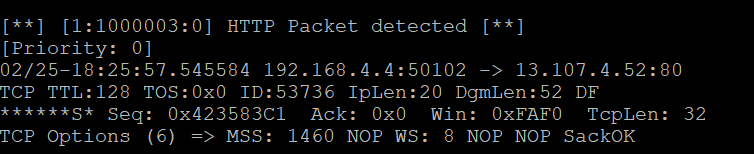 [**] [1:1000003:0] HTTP Packet detected [**]
[Priority: 0]
02/25-18:25:57.545584 192.168.4.4:50102 -> 13.107.4.52:80
TCP TTL:128 TOS:0x0 ID:53736 IpLen:20 DgmLen:52 DF
******S* Seq: 0x423583C1  Ack: 0x0  Win: 0xFAF0  TcpLen: 32
TCP Options (6) => MSS: 1460 NOP WS: 8 NOP NOP SackOK